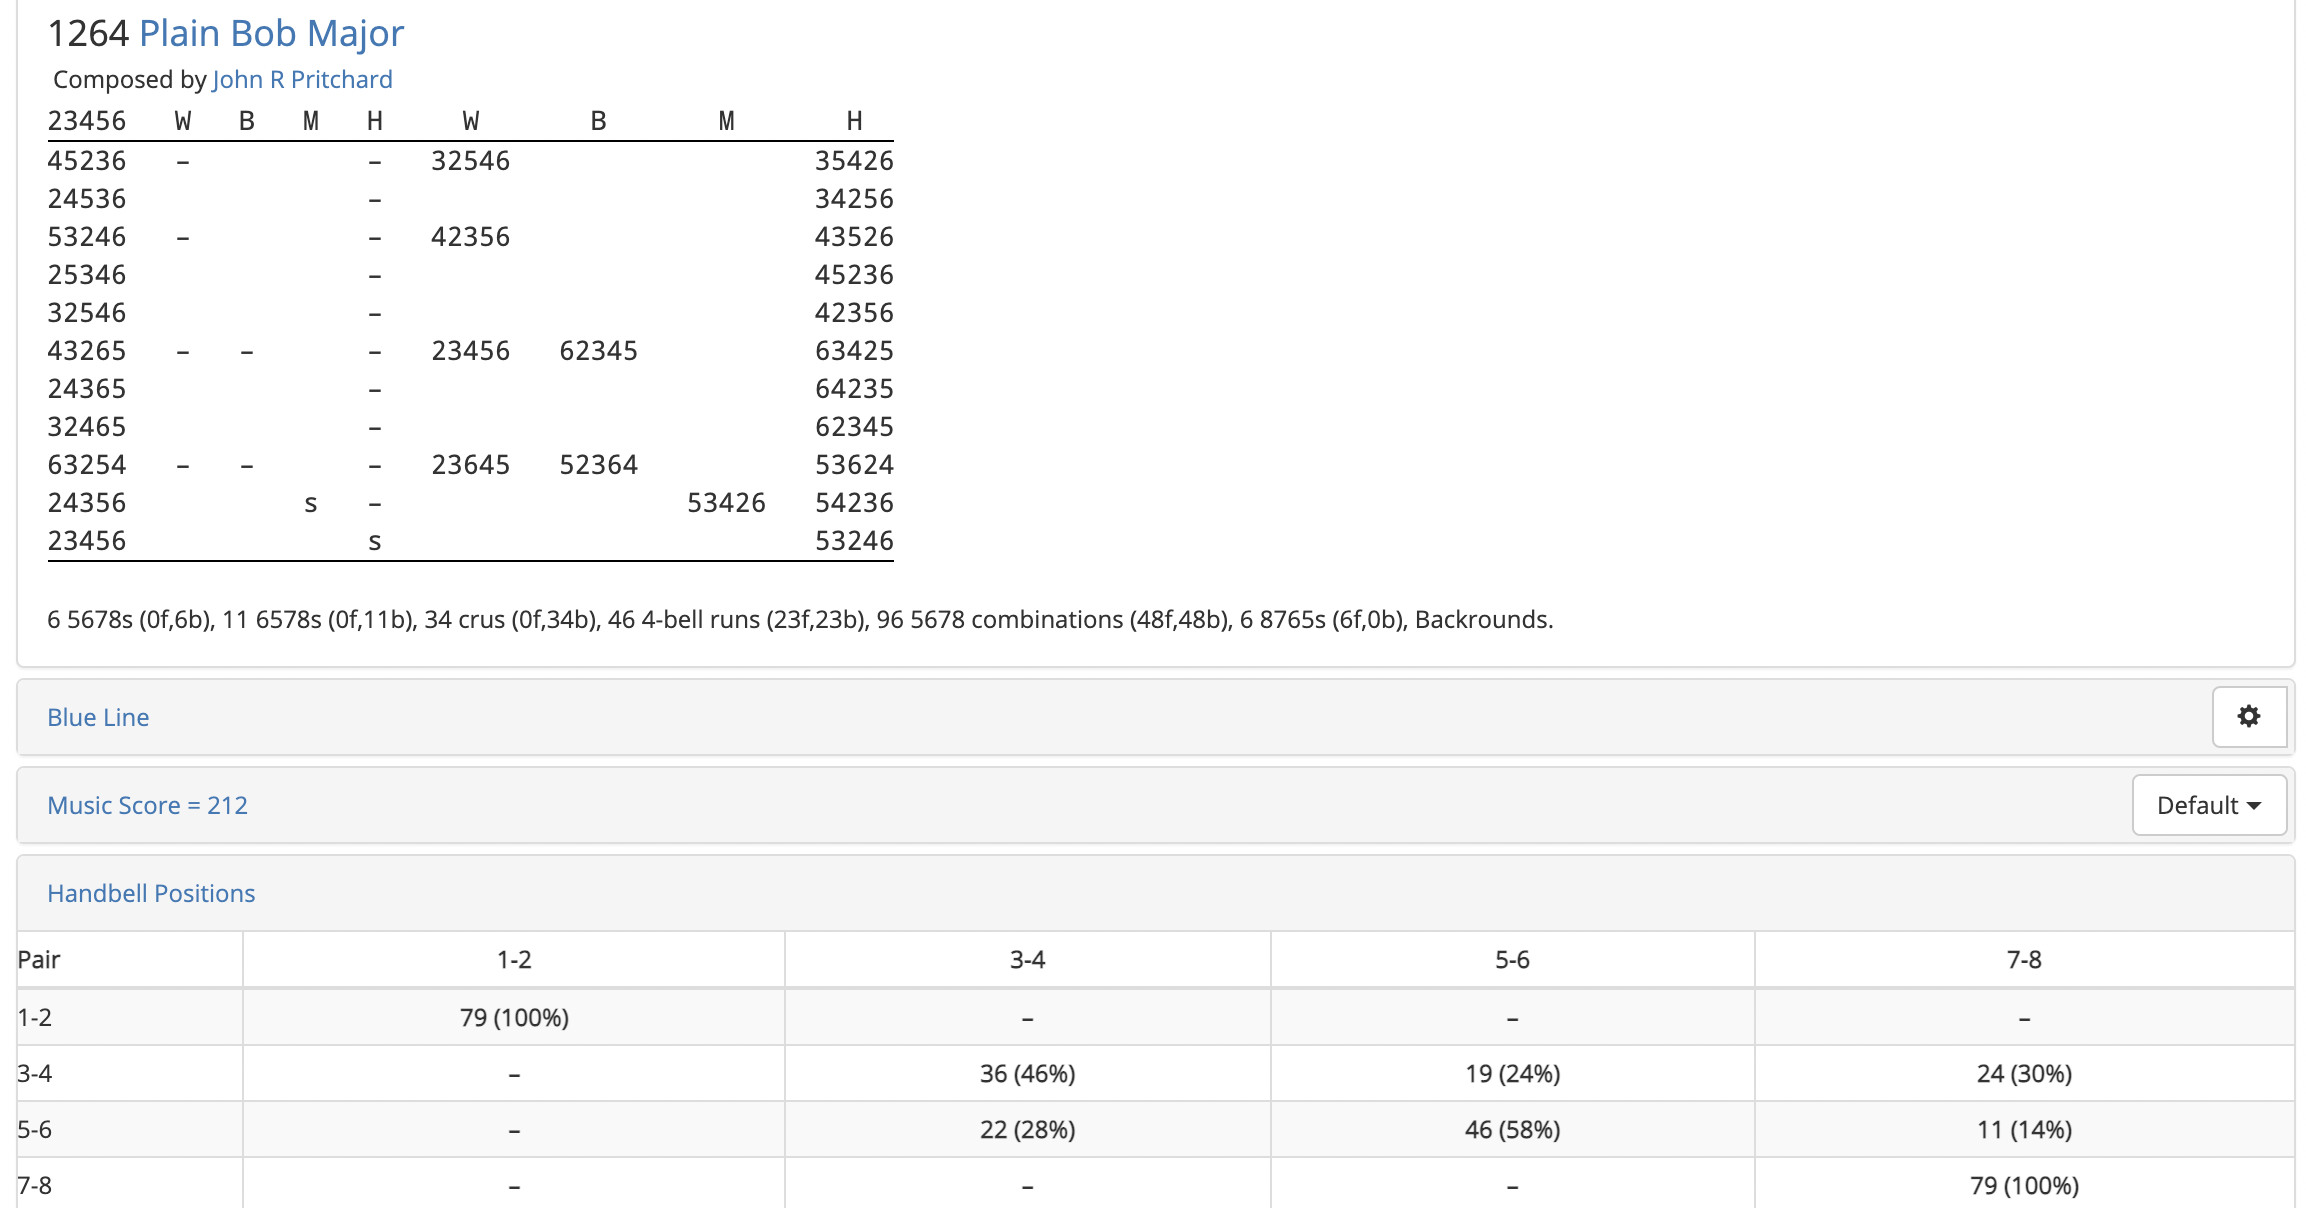 1264 Plain Bob Major
Composed by John R Pritchard
23456 W B M H W B M H
45236 – – 32546 35426
24536 – 34256
53246 – – 42356 43526
25346 – 45236
32546 – 42356
43265 – – – 23456 62345 63425
24365 – 64235
32465 – 62345
63254 – – – 23645 52364 53624
24356 s – 53426 54236
23456 s 53246
6 5678s (0f,6b), 11 6578s (0f,11b), 34 crus (0f,34b), 46 4-bell runs (23f,23b), 96 5678 combinations (48f,48b), 6 8765s (6f,0b), Backrounds.
Blue Line
Music Score = 212 Default
Handbell Positions
Pair 1-2 3-4 5-6 7-8
1-2 79 (100%) – – –
3-4 – 36 (46%) 19 (24%) 24 (30%)
5-6 – 22 (28%) 46 (58%) 11 (14%)
7-8 – – – 79 (100%)